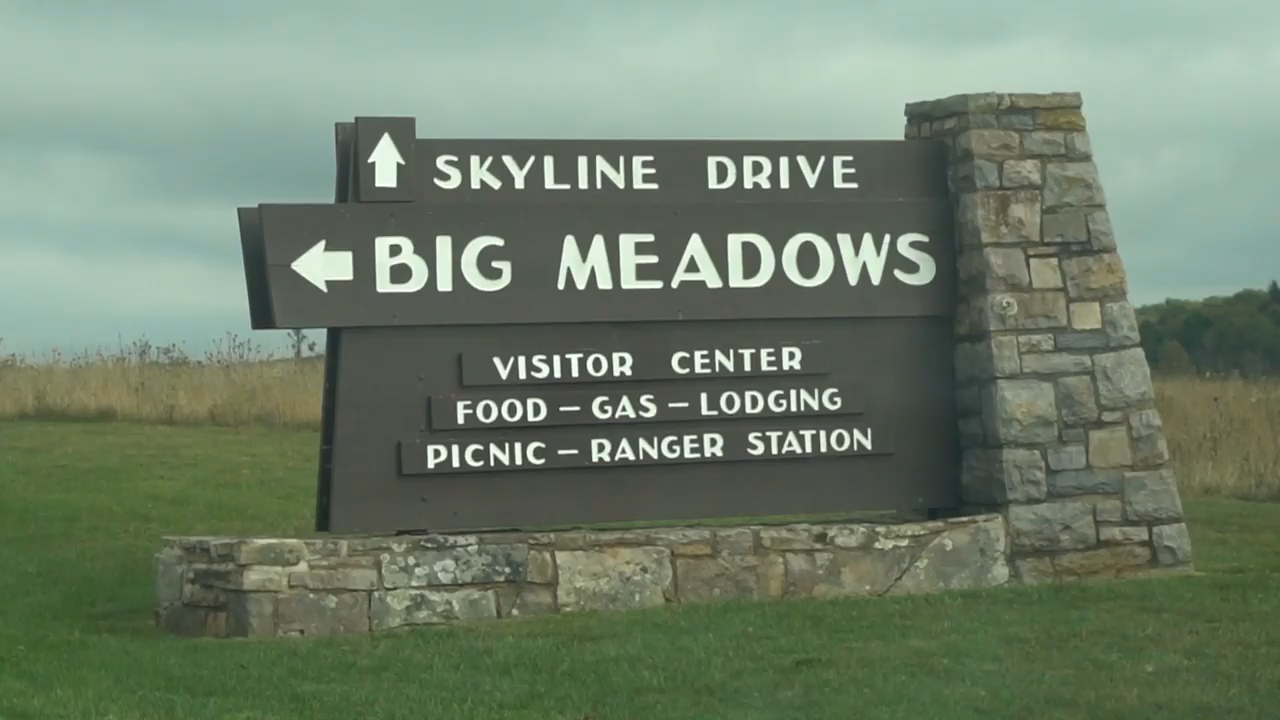 SKYLINE DRIVE
BIG MEADOWS
VISITOR CENTER
FOOD – GAS – LODGING
PICNIC – RANGER STATION